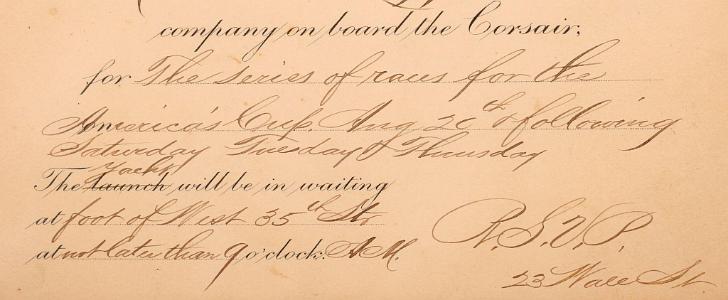 company on board the Corsair,
for The series of races for the
America's Cup. Aug 20th & following
Saturday Tuesday & Thursday
Yacht
The launch will be in waiting
at foot of West 35th St.
at not later than 9 o'clock. A.M.
R.S.V.P.
23 Wall St